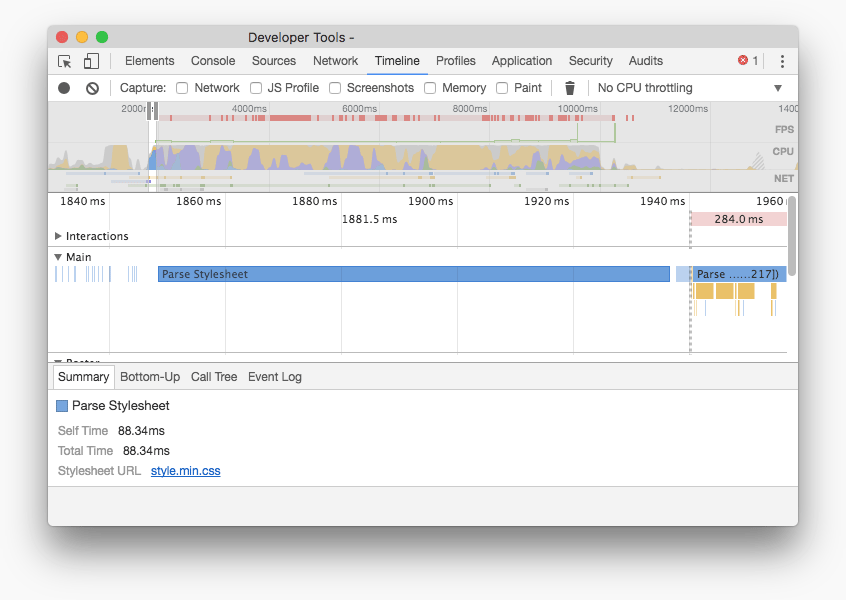 Developer Tools -
Elements Console Sources Network Timeline Profiles Application Security Audits 1
Capture: Network JS Profile Screenshots Memory Paint No CPU throttling
4000ms 6000ms 8000ms 10000ms 12000ms
FPS
CPU
NET
1840 ms 1860 ms 1880 ms 1900 ms 1920 ms 1940 ms 1960
1881.5 ms 284.0 ms
Interactions
Main
Parse Stylesheet Parse ......217])
Summary Bottom-Up Call Tree Event Log
Parse Stylesheet
Self Time 88.34ms
Total Time 88.34ms
Stylesheet URL style.min.css